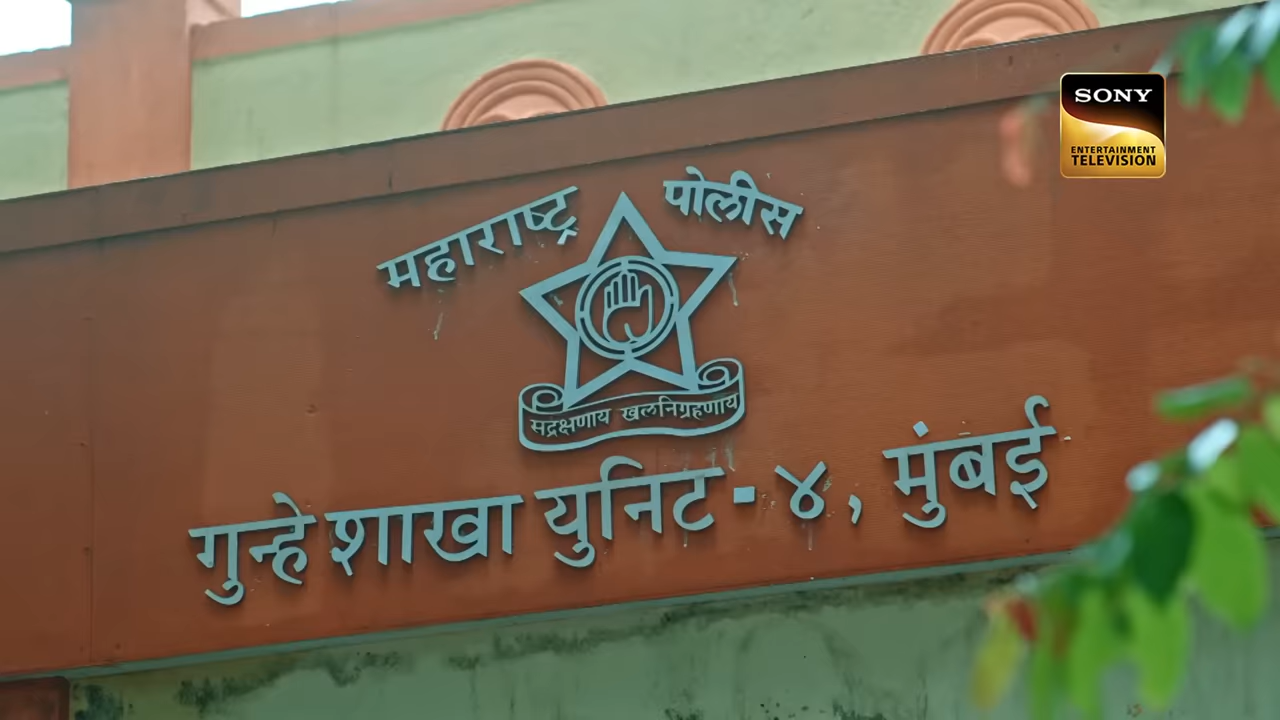 SONY
ENTERTAINMENT
TELEVISION
महाराष्ट्र पोलीस
सद्रक्षणाय खलनिग्रहणाय
गुन्हे शाखा युनिट - ४, मुंबई